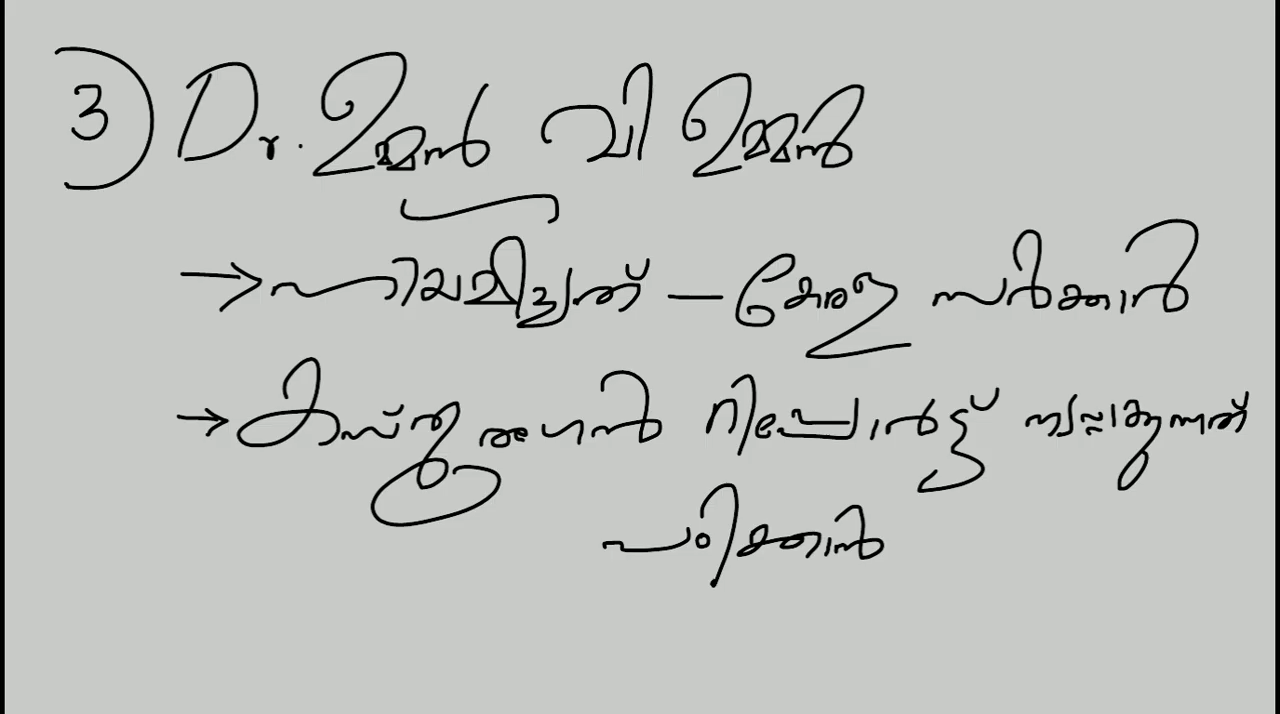 3) Dr. ഉമ്മൻ വി ഉമ്മൻ
→ നിയമിച്ചത് — കേരള സർക്കാർ
→ കസ്തൂരംഗൻ റിപ്പോർട്ട് നടപ്പാക്കുന്നത്
പഠിക്കാൻ